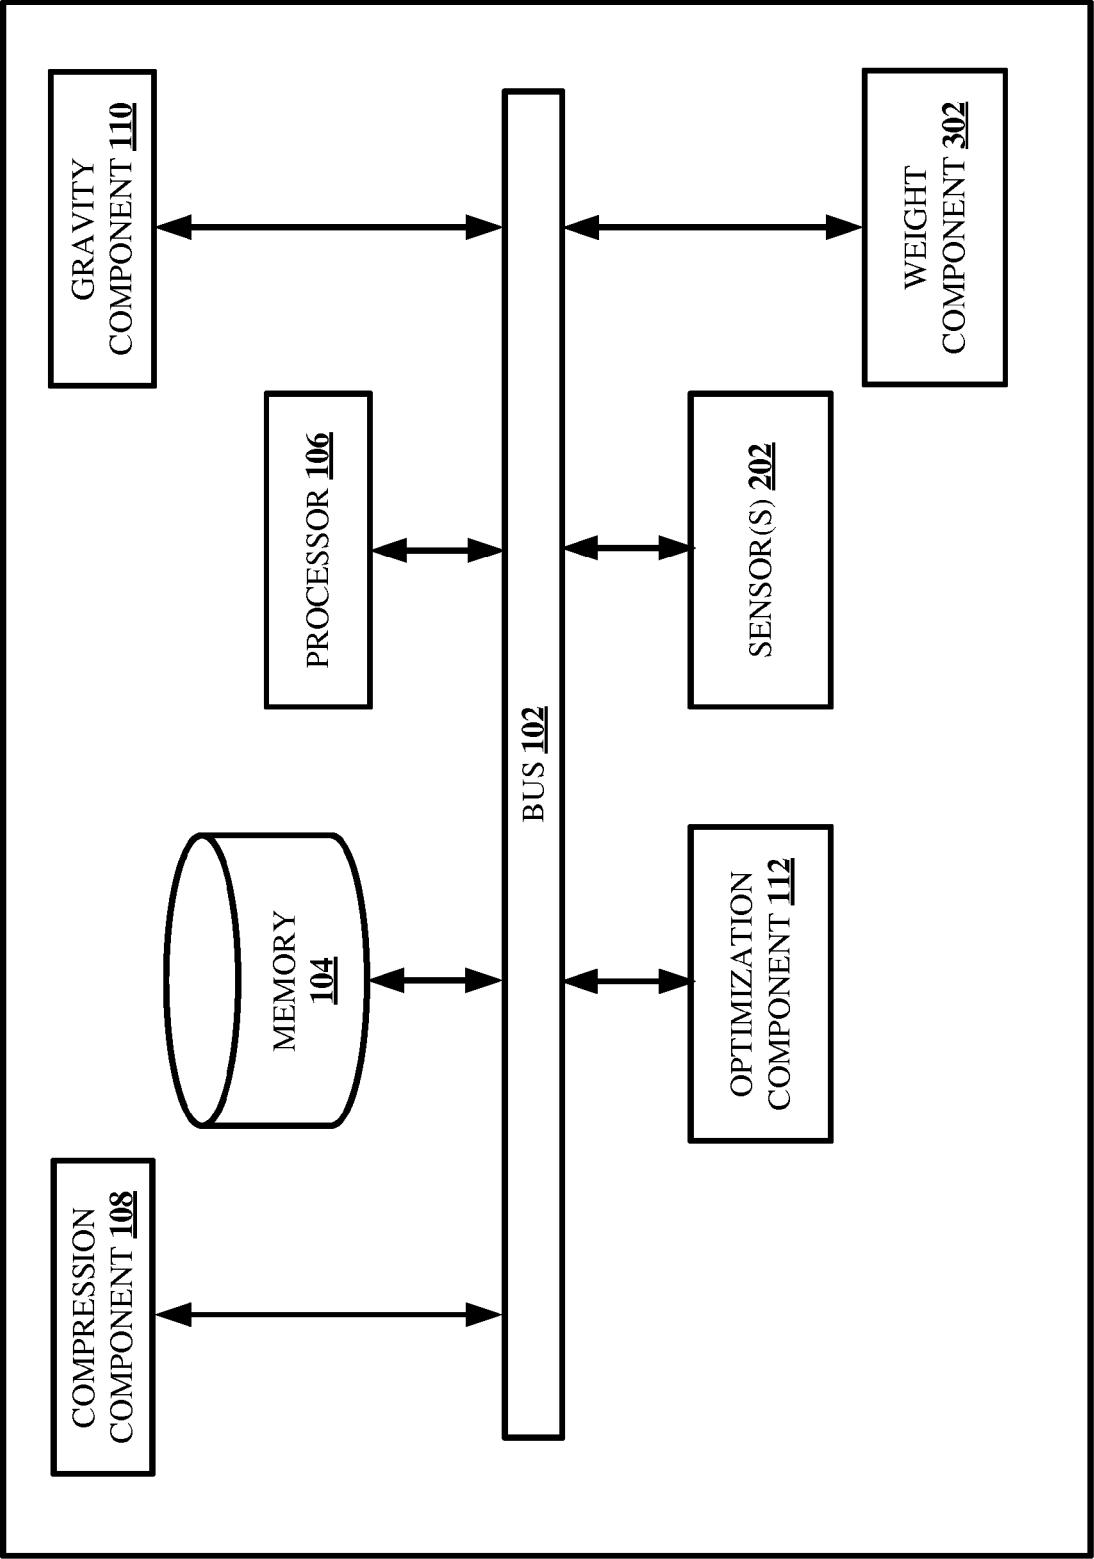 COMPRESSION
COMPONENT 108
MEMORY
104
PROCESSOR 106
GRAVITY
COMPONENT 110
BUS 102
OPTIMIZATION
COMPONENT 112
SENSOR(S) 202
WEIGHT
COMPONENT 302